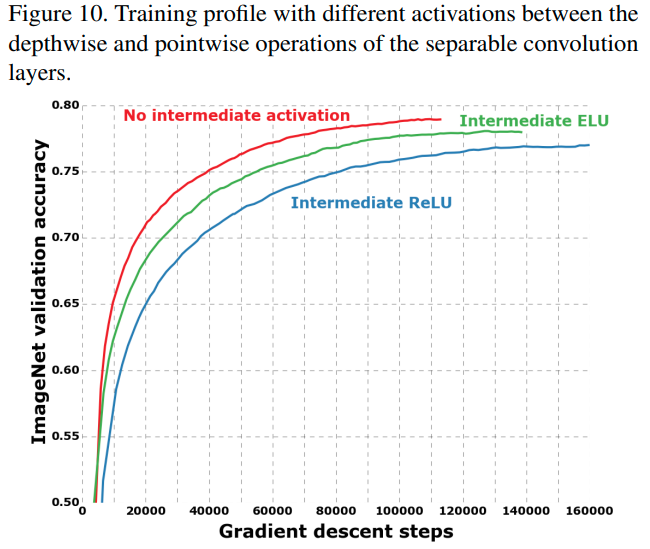 Figure 10. Training profile with different activations between the
depthwise and pointwise operations of the separable convolution
layers.
0.80
No intermediate activation
Intermediate ELU
0.75
Intermediate ReLU
0.70
0.65
0.60
0.55
0.50
ImageNet validation accuracy
0 20000 40000 60000 80000 100000 120000 140000 160000
Gradient descent steps